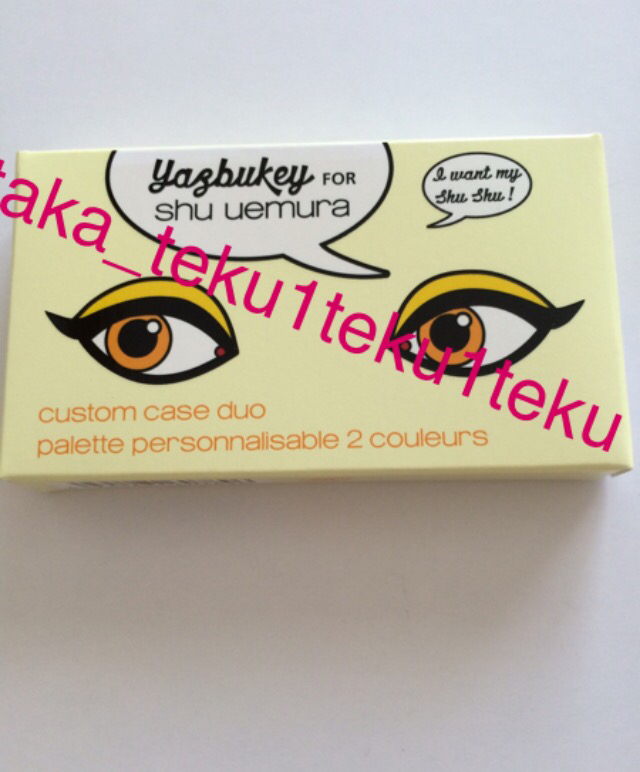 yazbukey FOR
shu uemura
I want my
Shu Shu !
taka_teku1teku1teku
custom case duo
palette personnalisable 2 couleurs